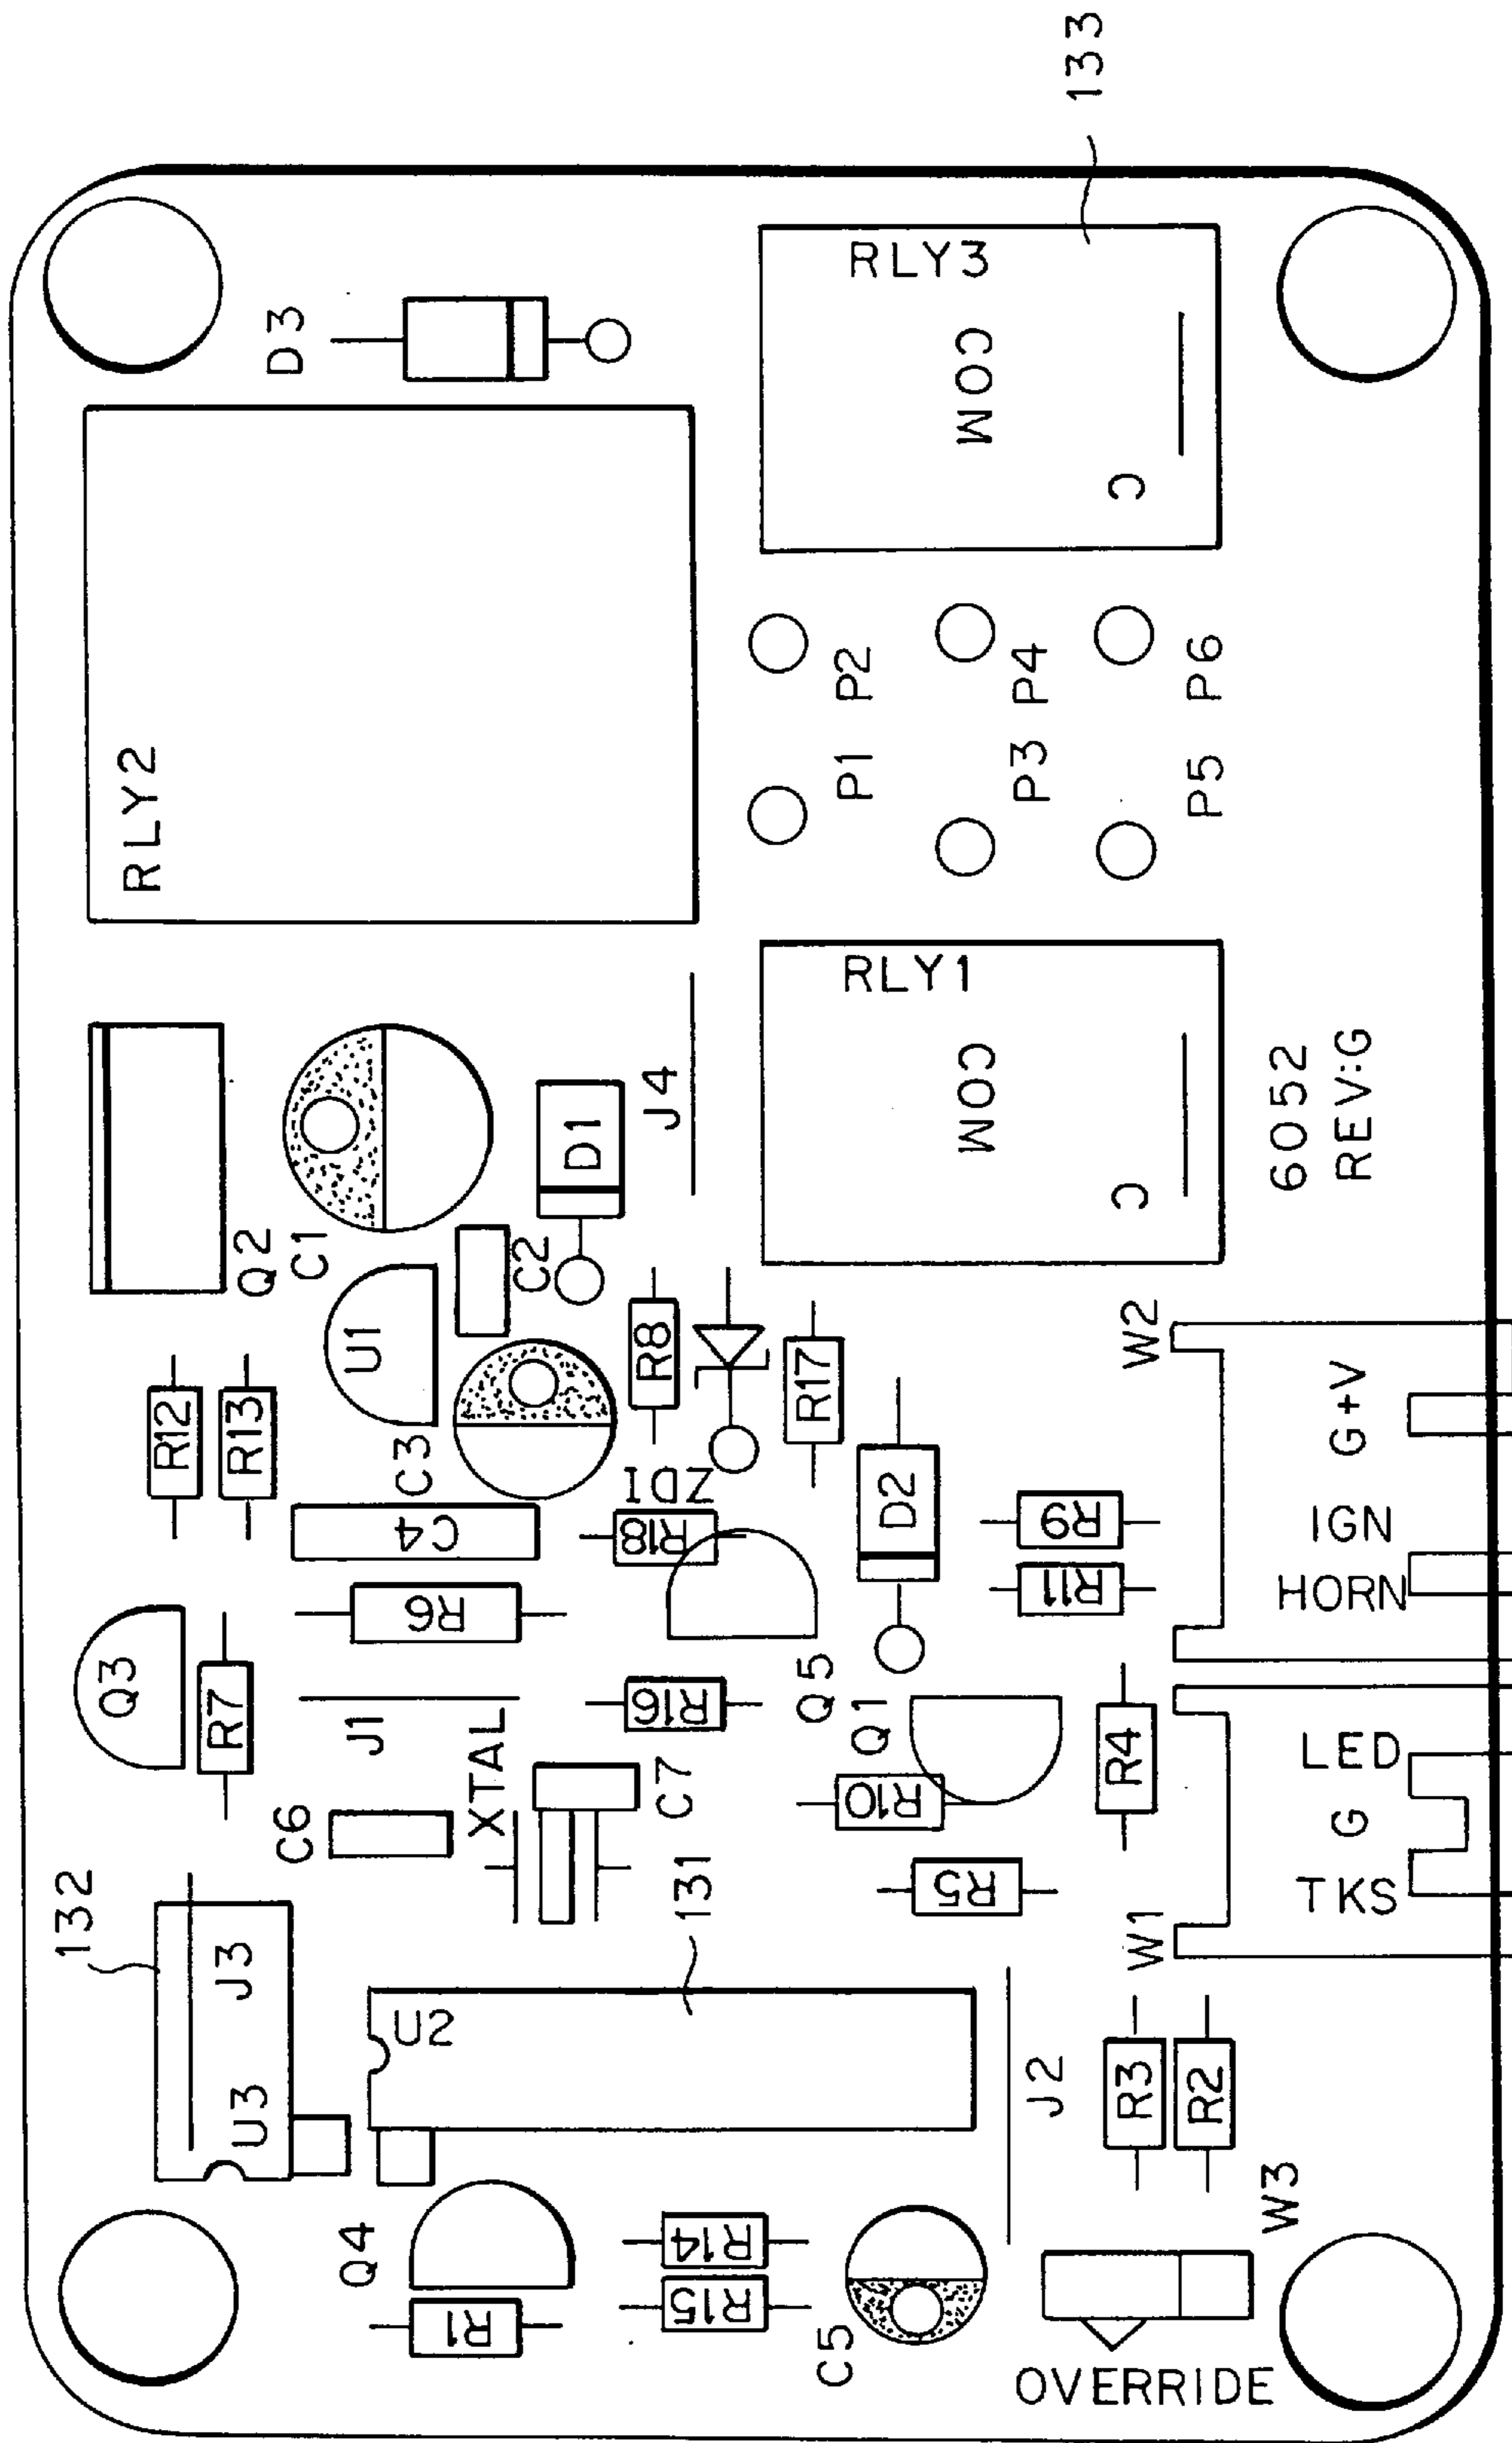 133
D3
RLY3
COM
C
RLY2
P2
P4
P6
P1
P3
P5
RLY1
COM
C
6052
REV:G
J4
D1
C1
Q2
C2
U1
R8
R12
R13
C3
ZD1
R17
W2
G+V
C4
R18
D2
R9
IGN
R6
R11
HORN
Q3
R7
J1
R16
Q5
Q1
XTAL
C7
R10
R4
LED
C6
G
132
131
R5
TKS
W1
J3
U3
U2
J2
R3
R2
W3
Q4
R1
R14
R15
C5
OVERRIDE